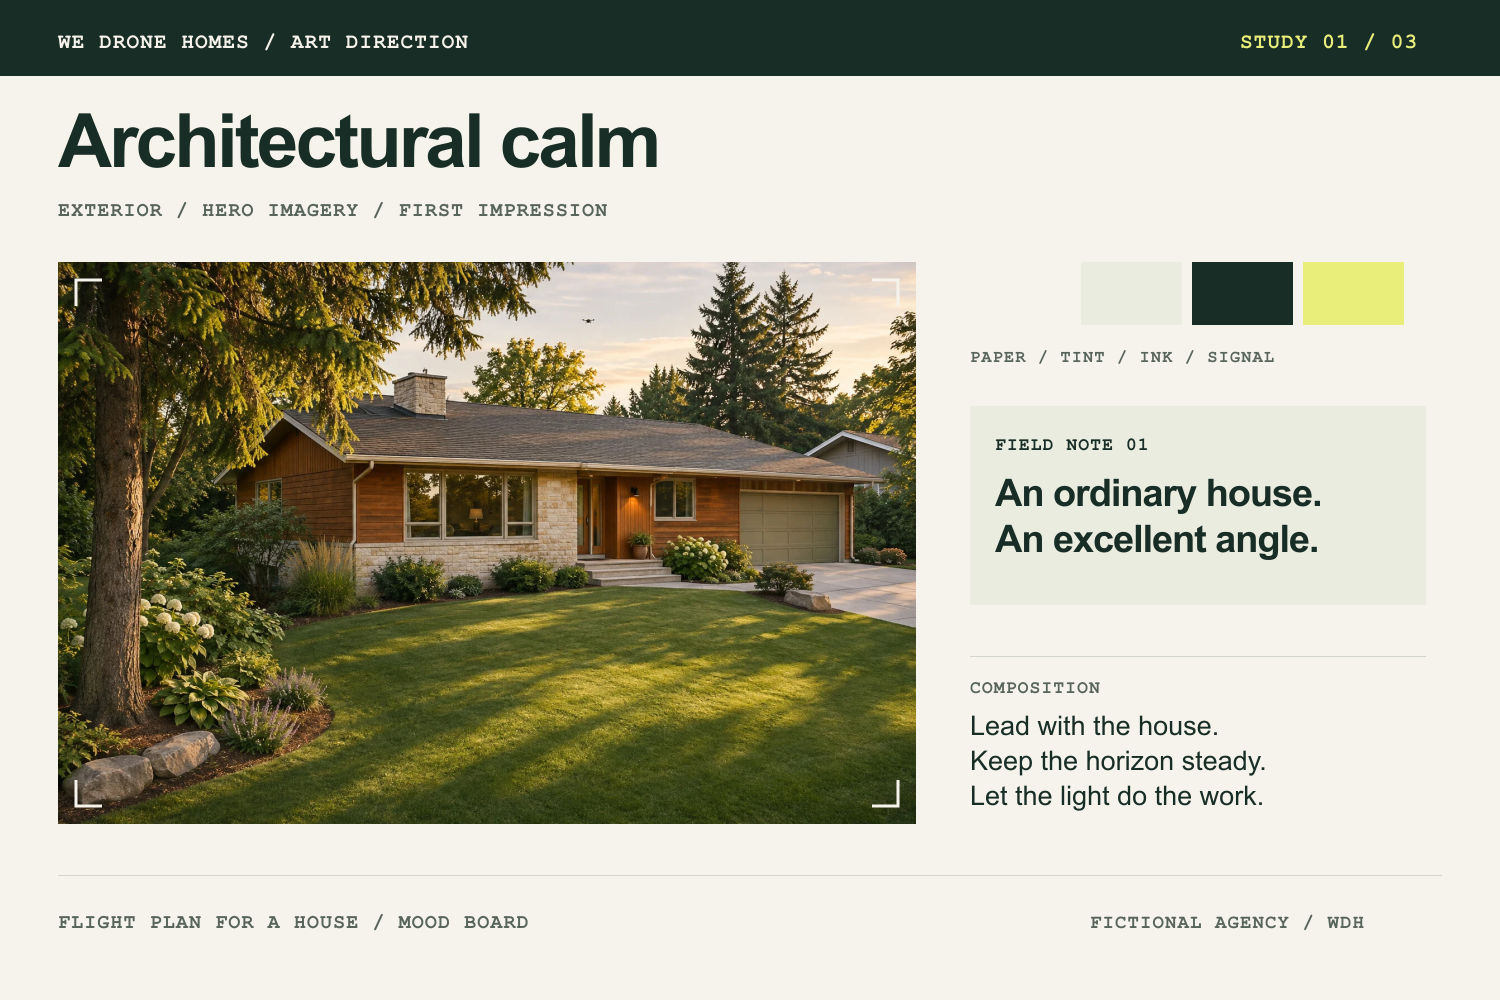 WE DRONE HOMES / ART DIRECTION
STUDY 01 / 03
Architectural calm
EXTERIOR / HERO IMAGERY / FIRST IMPRESSION
PAPER / TINT / INK / SIGNAL
FIELD NOTE 01
An ordinary house.
An excellent angle.
COMPOSITION
Lead with the house.
Keep the horizon steady.
Let the light do the work.
FLIGHT PLAN FOR A HOUSE / MOOD BOARD
FICTIONAL AGENCY / WDH